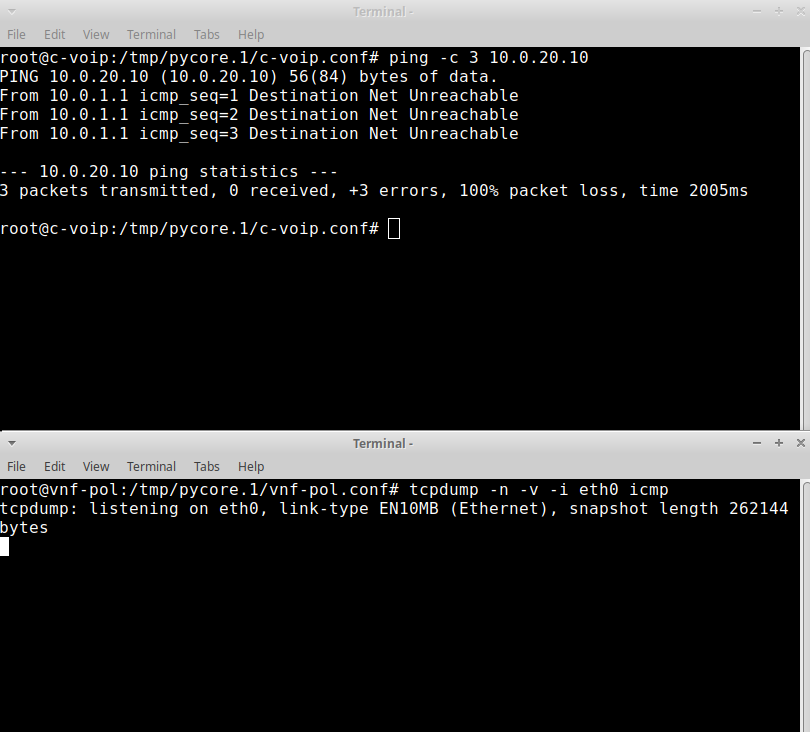 Terminal -
File Edit View Terminal Tabs Help
root@c-voip:/tmp/pycore.1/c-voip.conf# ping -c 3 10.0.20.10
PING 10.0.20.10 (10.0.20.10) 56(84) bytes of data.
From 10.0.1.1 icmp_seq=1 Destination Net Unreachable
From 10.0.1.1 icmp_seq=2 Destination Net Unreachable
From 10.0.1.1 icmp_seq=3 Destination Net Unreachable
--- 10.0.20.10 ping statistics ---
3 packets transmitted, 0 received, +3 errors, 100% packet loss, time 2005ms
root@c-voip:/tmp/pycore.1/c-voip.conf#
Terminal -
File Edit View Terminal Tabs Help
root@vnf-pol:/tmp/pycore.1/vnf-pol.conf# tcpdump -n -v -i eth0 icmp
tcpdump: listening on eth0, link-type EN10MB (Ethernet), snapshot length 262144
bytes